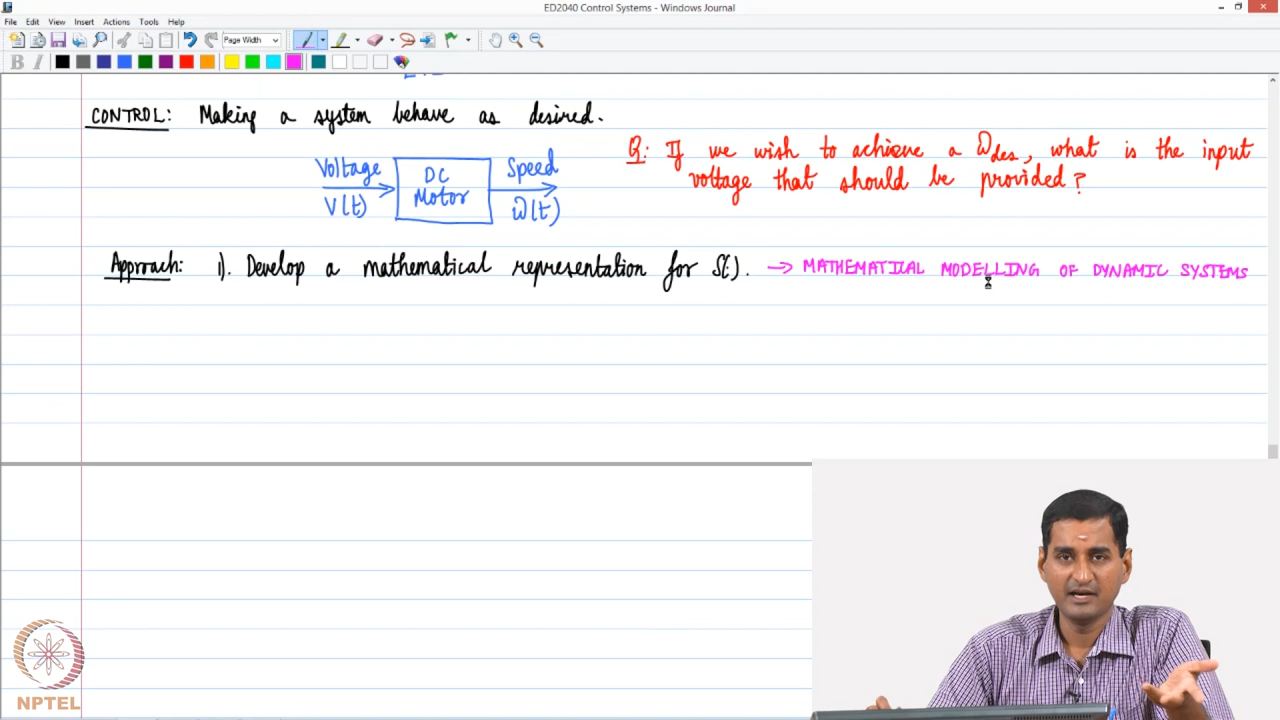 ED2040 Control Systems - Windows Journal
File Edit View Insert Actions Tools Help
Page Width
B I
CONTROL: Making a system behave as desired.
Q: If we wish to achieve a ωdes, what is the input
voltage that should be provided?
Voltage DC Speed
V(t) Motor ω(t)
Approach: 1). Develop a mathematical representation for S(.). → MATHEMATICAL MODELLING OF DYNAMIC SYSTEMS
NPTEL